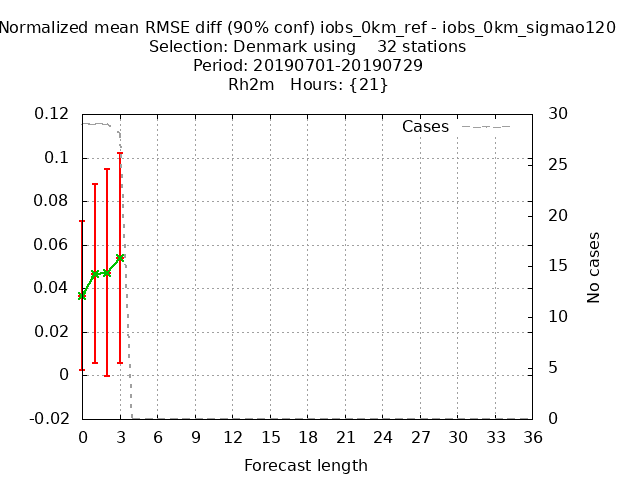 Normalized mean RMSE diff (90% conf) iobs_0km_ref - iobs_0km_sigmao120
Selection: Denmark using 32 stations
Period: 20190701-20190729
Rh2m Hours: {21}
0.12
0.1
0.08
0.06
0.04
0.02
0
-0.02
Cases
30
25
20
15
10
5
0
No cases
0 3 6 9 12 15 18 21 24 27 30 33 36
Forecast length